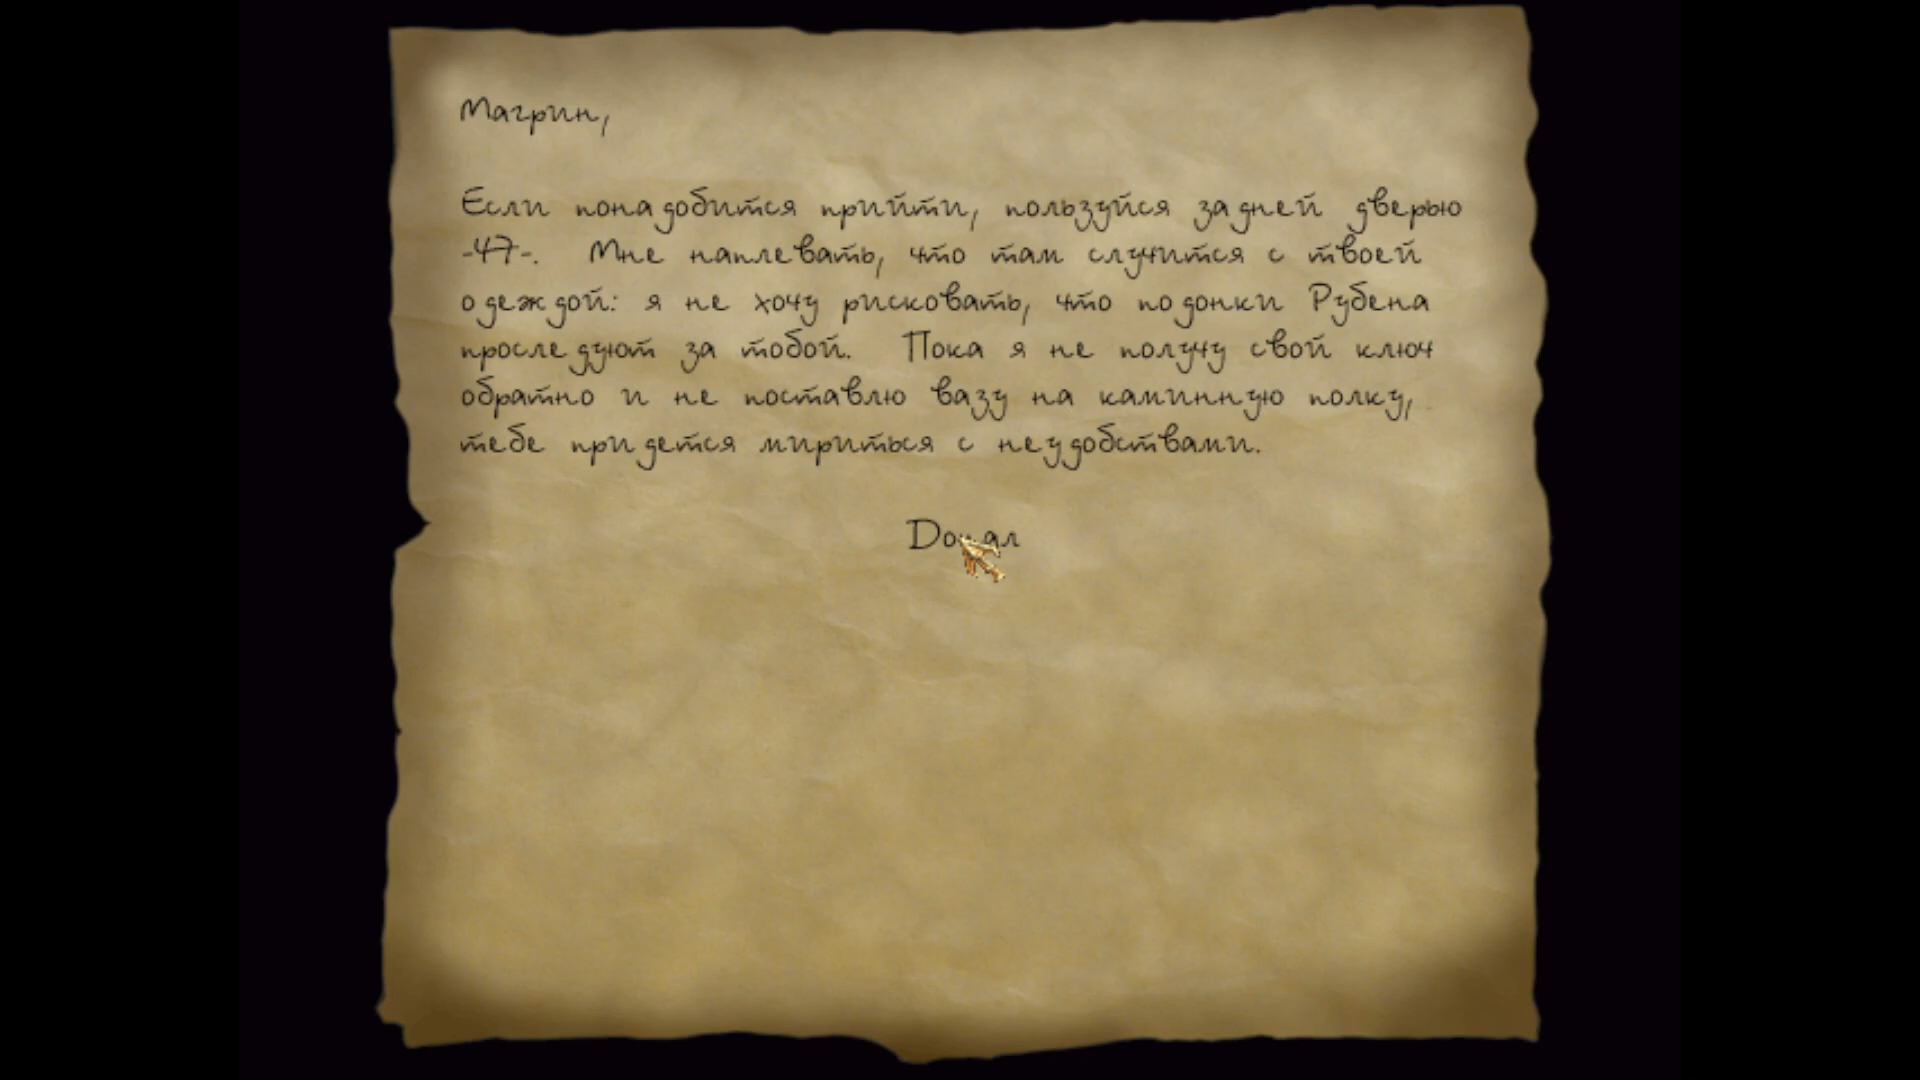 Магрин,
Если понадобится прийти, пользуйся задней дверью
-47-. Мне наплевать, что там случится с твоей
одеждой: я не хочу рисковать, что подонки Рубена
проследуют за тобой. Пока я не получу свой ключ
обратно и не поставлю вазу на каминную полку,
тебе придется мириться с неудобствами.